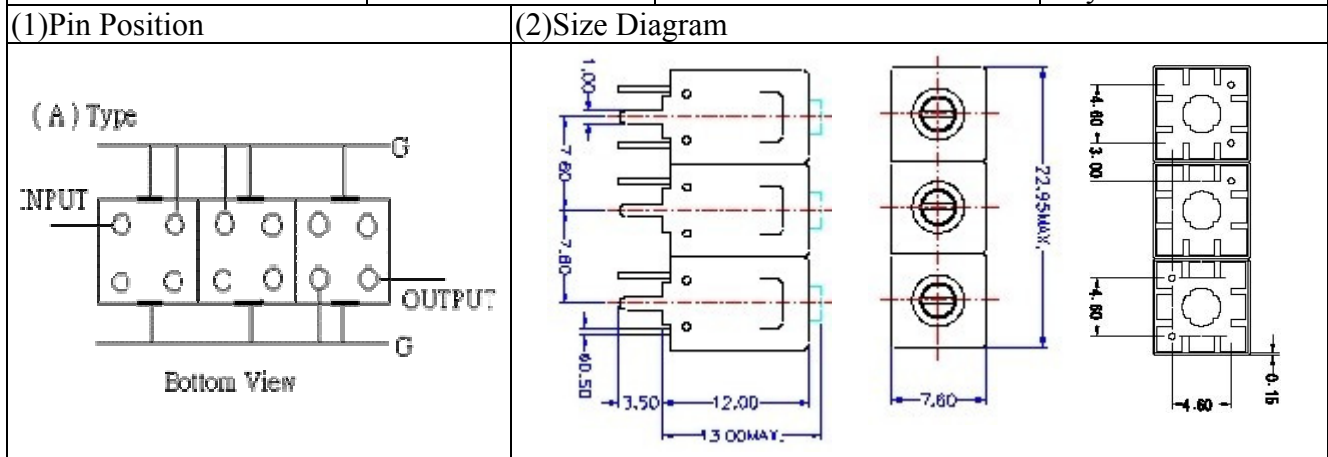 (1)Pin Position
(2)Size Diagram
(A) Type
G
INPUT
OUTPUT
G
Bottom View
1.00
7.60
7.60
ϕ0.50
3.50
12.00
13.00MAX.
22.95MAX.
7.60
4.60
3.00
4.60
0.15
4.60